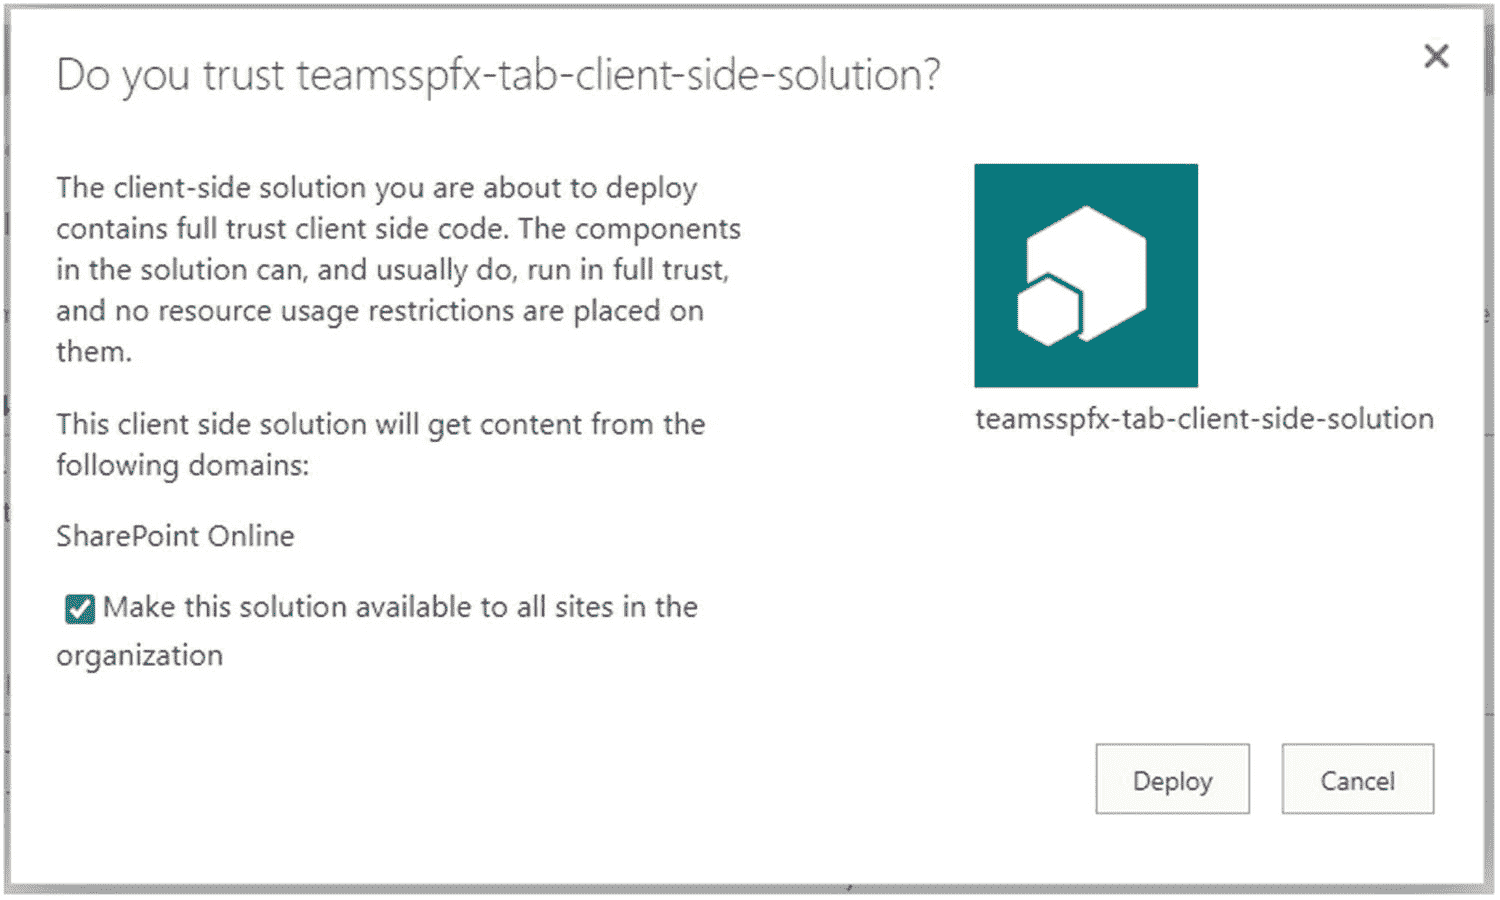 Do you trust teamsspfx-tab-client-side-solution?
The client-side solution you are about to deploy
contains full trust client side code. The components
in the solution can, and usually do, run in full trust,
and no resource usage restrictions are placed on
them.
This client side solution will get content from the
following domains:
SharePoint Online
Make this solution available to all sites in the
organization
teamsspfx-tab-client-side-solution
Deploy
Cancel